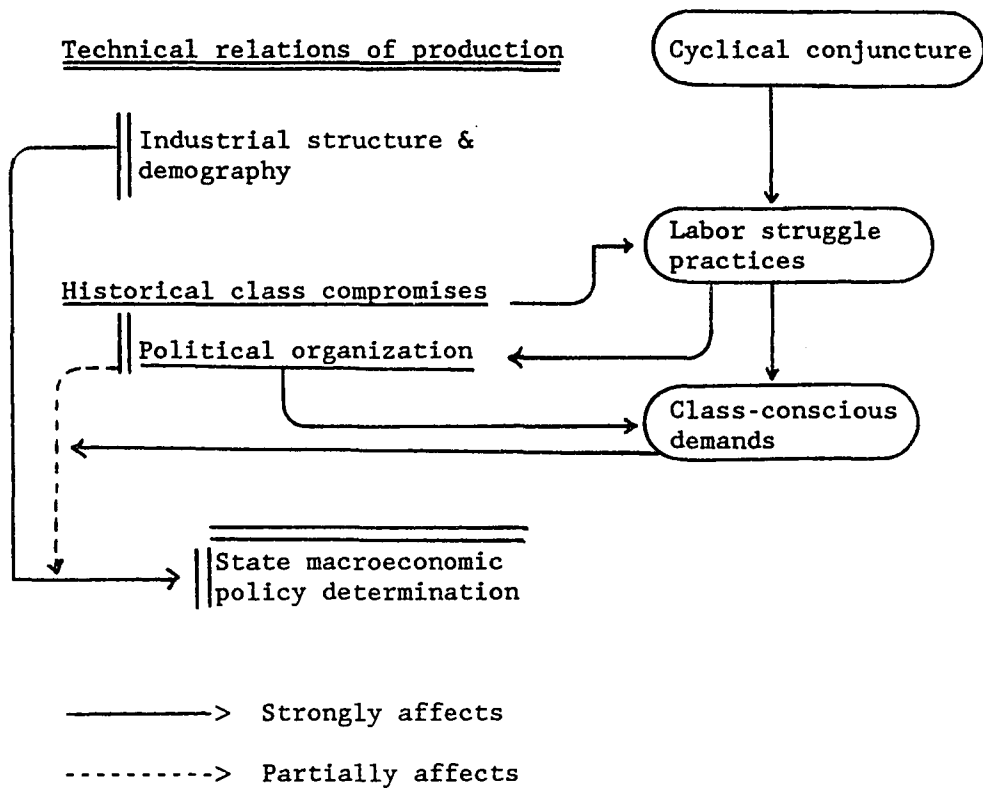 Technical relations of production
Cyclical conjuncture
Industrial structure &
demography
Labor struggle
practices
Historical class compromises
Political organization
Class-conscious
demands
State macroeconomic
policy determination
Strongly affects
Partially affects